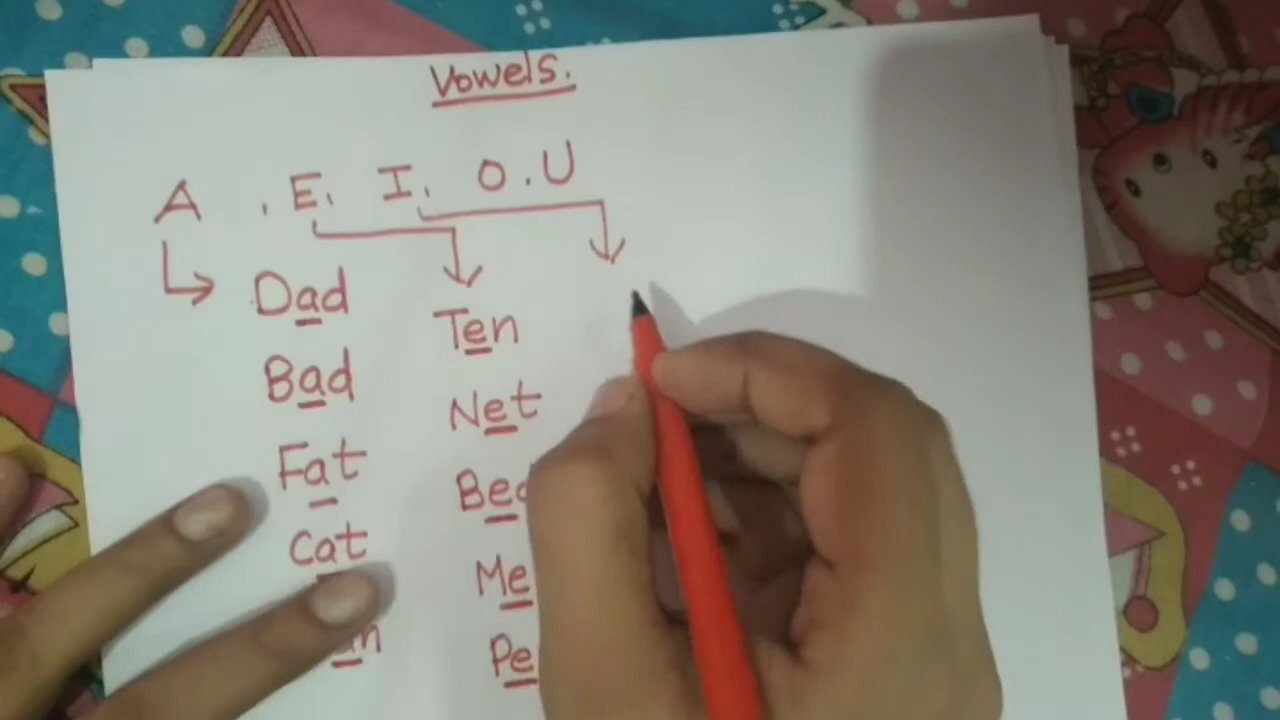 Vowels.
A , E, I, O . U
Dad Ten
Bad Net
Fat
Cat